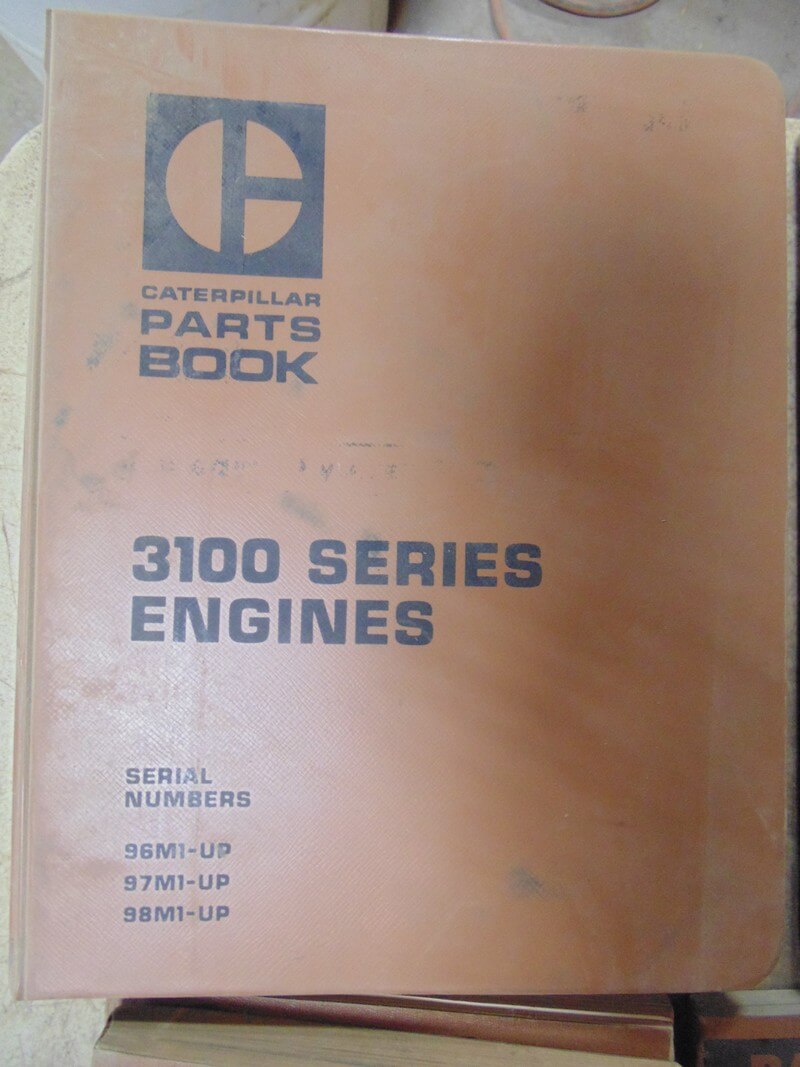 CATERPILLAR
PARTS
BOOK
3100 SERIES
ENGINES
SERIAL
NUMBERS
96M1-UP
97M1-UP
98M1-UP